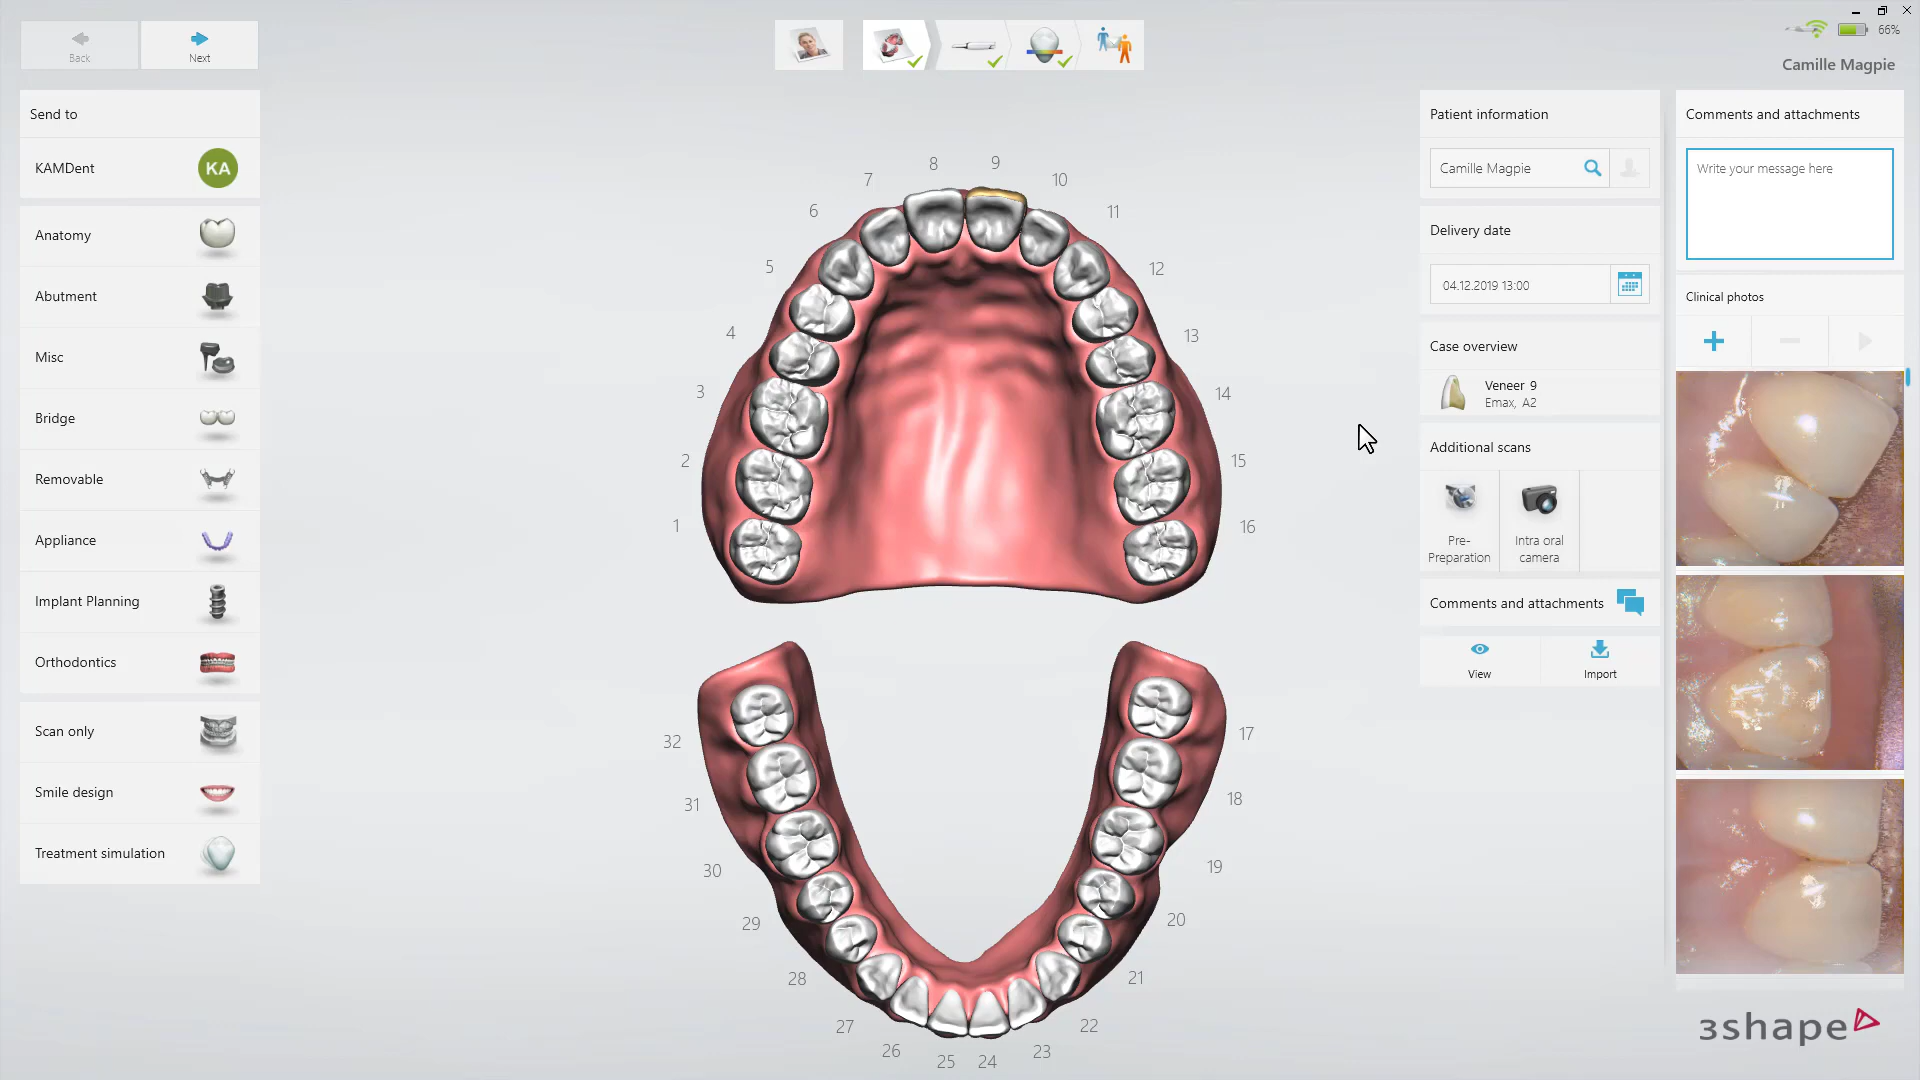 Back
Next
66%
Camille Magpie
Send to
KAMDent
KA
Anatomy
Abutment
Misc
Bridge
Removable
Appliance
Implant Planning
Orthodontics
Scan only
Smile design
Treatment simulation
8
9
7
10
6
11
5
12
4
13
3
14
2
15
1
16
32
17
31
18
30
19
29
20
28
21
27
22
26
23
25
24
Patient information
Camille Magpie
Delivery date
04.12.2019 13:00
Case overview
Veneer 9
Emax, A2
Additional scans
Pre-
Preparation
Intra oral
camera
Comments and attachments
View
Import
Comments and attachments
Write your message here
Clinical photos
3shape